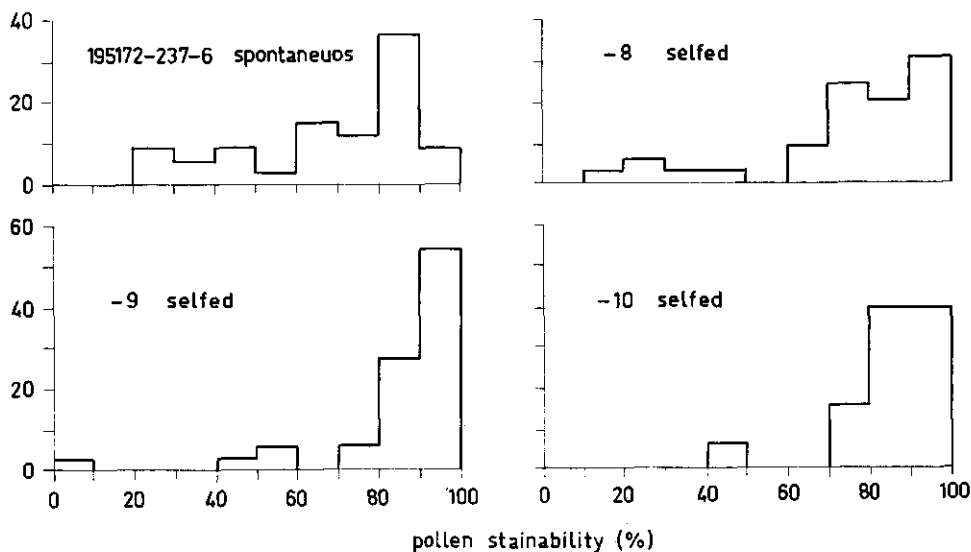 40
20
0
195172-237-6 spontaneuos
-8 selfed
60
40
20
0
-9 selfed
-10 selfed
0 20 40 60 80 100
0 20 40 60 80 100
pollen stainability (%)